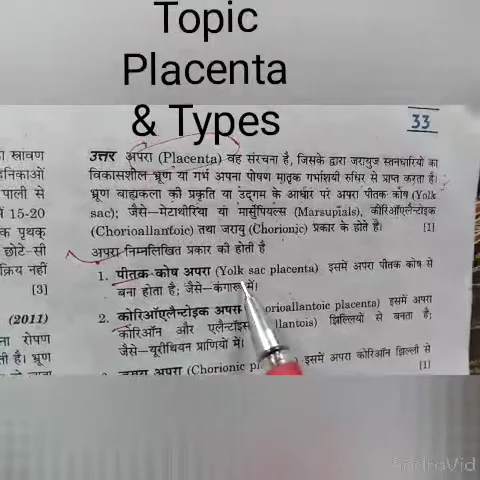 Topic
Placenta
& Types
33
उत्तर अपरा (Placenta) वह संरचना है, जिसके द्वारा जरायुज स्तनधारियों का
विकासशील भ्रूण या गर्भ अपना पोषण मातृक गर्भाशयी रुधिर से प्राप्त करता है।
भ्रूण बाह्यकला की प्रकृति या उद्गम के आधार पर अपरा पीतक कोष (Yolk
sac); जैसे-मेटाथीरिया या मार्सूपियल्स (Marsupials), कोरिऑएलैन्टोइक
(Chorioallantoic) तथा जरायु (Chorionic) प्रकार के होते हैं। [1]
अपरा निम्नलिखित प्रकार की होती है
1. पीतक-कोष अपरा (Yolk sac placenta) इसमें अपरा पीतक कोष से
बना होता है; जैसे-कंगारू में।
2. कोरिऑएलैन्टोइक अपरा orioallantoic placenta) इसमें अपरा
कोरिऑन और एलैन्टॉइस llantois) झिल्लियों से बनता है;
जैसे-यूथीरियन प्राणियों में।
अपरा (Chorionic pl इसमें अपरा कोरिऑन झिल्ली से
[1]
स्रावण
पाली से
15-20
पृथक्
छोटे-सी
क्रिय नहीं
[3]
(2011)
ना रोपण
ती है। भ्रूण
AndroVid